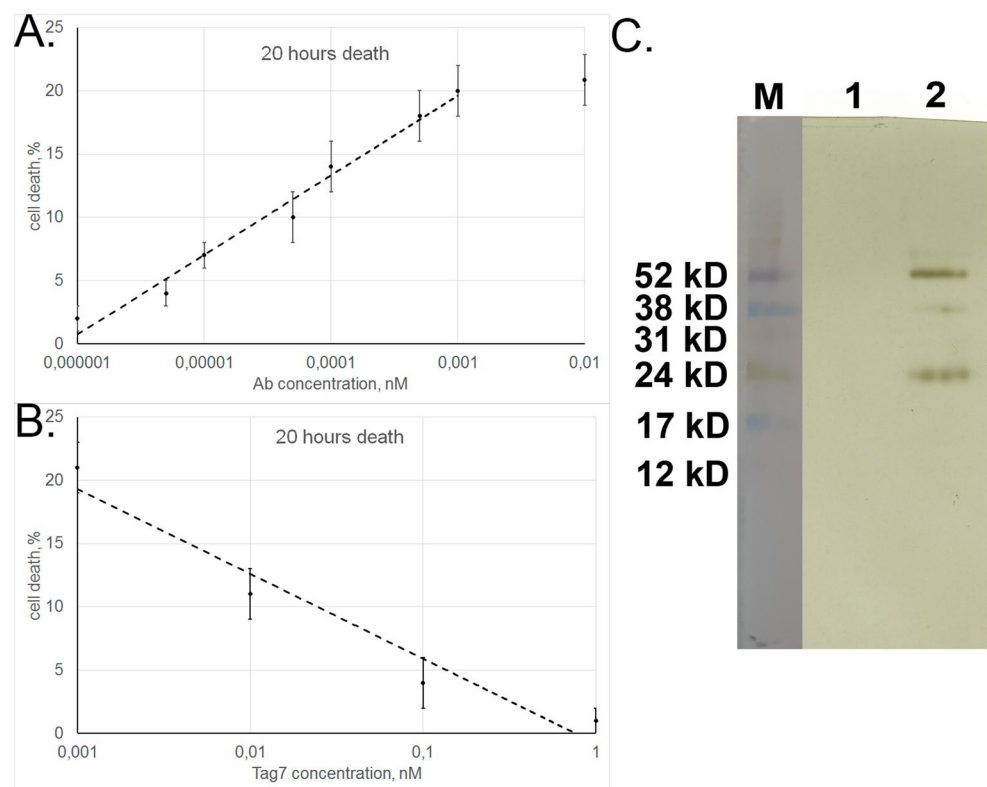 A.
25
20 hours death
20
15
10
5
0
cell death, %
0,000001 0,00001 0,0001 0,001 0,01
Ab concentration, nM
B.
25
20 hours death
20
15
10
5
0
cell death, %
0,001 0,01 0,1 1
Tag7 concentration, nM
C.
M 1 2
52 kD
38 kD
31 kD
24 kD
17 kD
12 kD